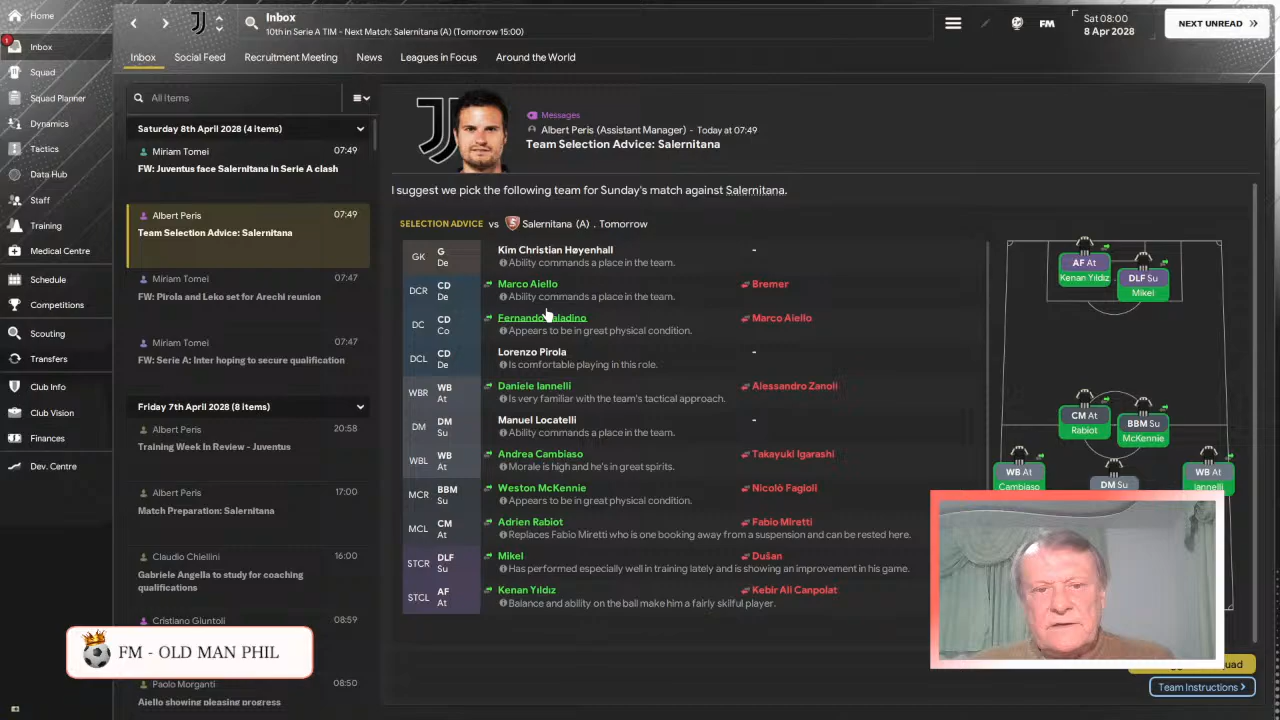 Home
Inbox
10th in Serie A TIM - Next Match: Salernitana (A) (Tomorrow 15:00)
FM
Sat 08:00
8 Apr 2028
NEXT UNREAD
1
Inbox
Squad
Squad Planner
Dynamics
Tactics
Data Hub
Staff
Training
Medical Centre
Schedule
Competitions
Scouting
Transfers
Club Info
Club Vision
Finances
Dev. Centre
Inbox
Social Feed
Recruitment Meeting
News
Leagues in Focus
Around the World
All Items
Saturday 8th April 2028 (4 items)
Miriam Tomei 07:49
FW: Juventus face Salernitana in Serie A clash
Albert Peris 07:49
Team Selection Advice: Salernitana
Miriam Tomei 07:47
FW: Pirola and Leko set for Arechi reunion
Miriam Tomei 07:47
FW: Serie A: Inter hoping to secure qualification
Friday 7th April 2028 (8 items)
Albert Peris 20:58
Training Week In Review - Juventus
Albert Peris 17:00
Match Preparation: Salernitana
Claudio Chiellini 16:00
Gabriele Angella to study for coaching
qualifications
Cristiano Giuntoli 08:59
Paolo Morganti 08:50
Aiello showing pleasing progress
FM - OLD MAN PHIL
Messages
Albert Peris (Assistant Manager) - Today at 07:49
Team Selection Advice: Salernitana
I suggest we pick the following team for Sunday's match against Salernitana.
SELECTION ADVICE vs Salernitana (A) . Tomorrow
GK G De Kim Christian Høyenhall -
Ability commands a place in the team.
DCR CD De Marco Aiello Bremer
Ability commands a place in the team.
DC CD Co Fernando Marco Aiello
Appears to be in great physical condition.
DCL CD De Lorenzo Pirola -
Is comfortable playing in this role.
WBR WB At Daniele Iannelli Alessandro Zanoli
Is very familiar with the team's tactical approach.
DM DM Su Manuel Locatelli -
Ability commands a place in the team.
WBL WB At Andrea Cambiaso Takayuki Igarashi
Morale is high and he's in great spirits.
MCR BBM Su Weston McKennie Nicolò Fagioli
Appears to be in great physical condition.
MCL CM At Adrien Rabiot Fabio Miretti
Replaces Fabio Miretti who is one booking away from a suspension and can be rested here.
STCR DLF Su Mikel Dušan
Has performed especially well in training lately and is showing an improvement in his game.
STCL AF At Kenan Yıldız Kebir Ali Canpolat
Balance and ability on the ball make him a fairly skilful player.
AF At
Kenan Yıldız
DLF Su
Mikel
CM At
Rabiot
BBM Su
McKennie
WB At
Cambiaso
DM Su
WB At
Iannelli
Team Instructions